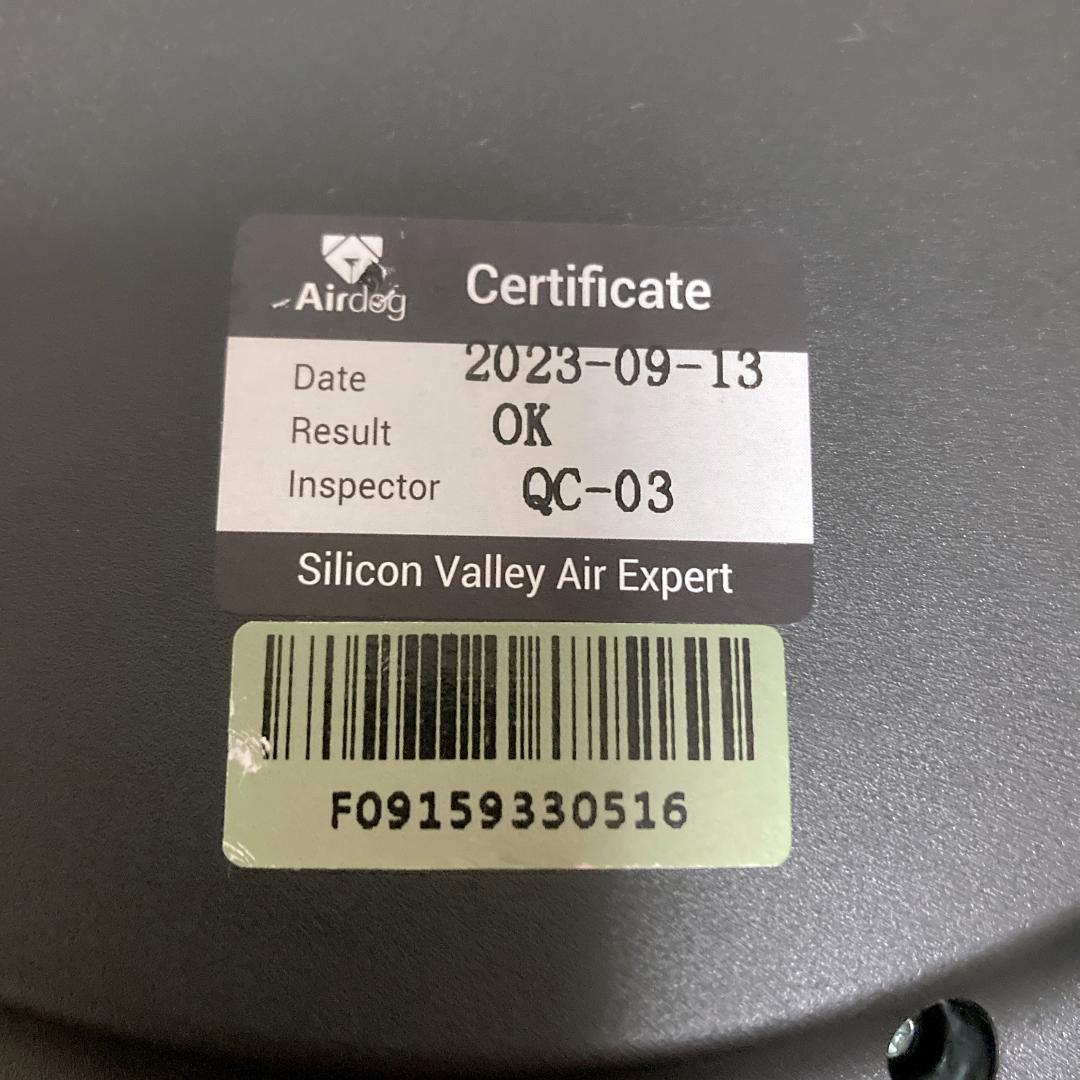 Airdog
Certificate
Date 2023-09-13
Result OK
Inspector QC-03
Silicon Valley Air Expert
F09159330516